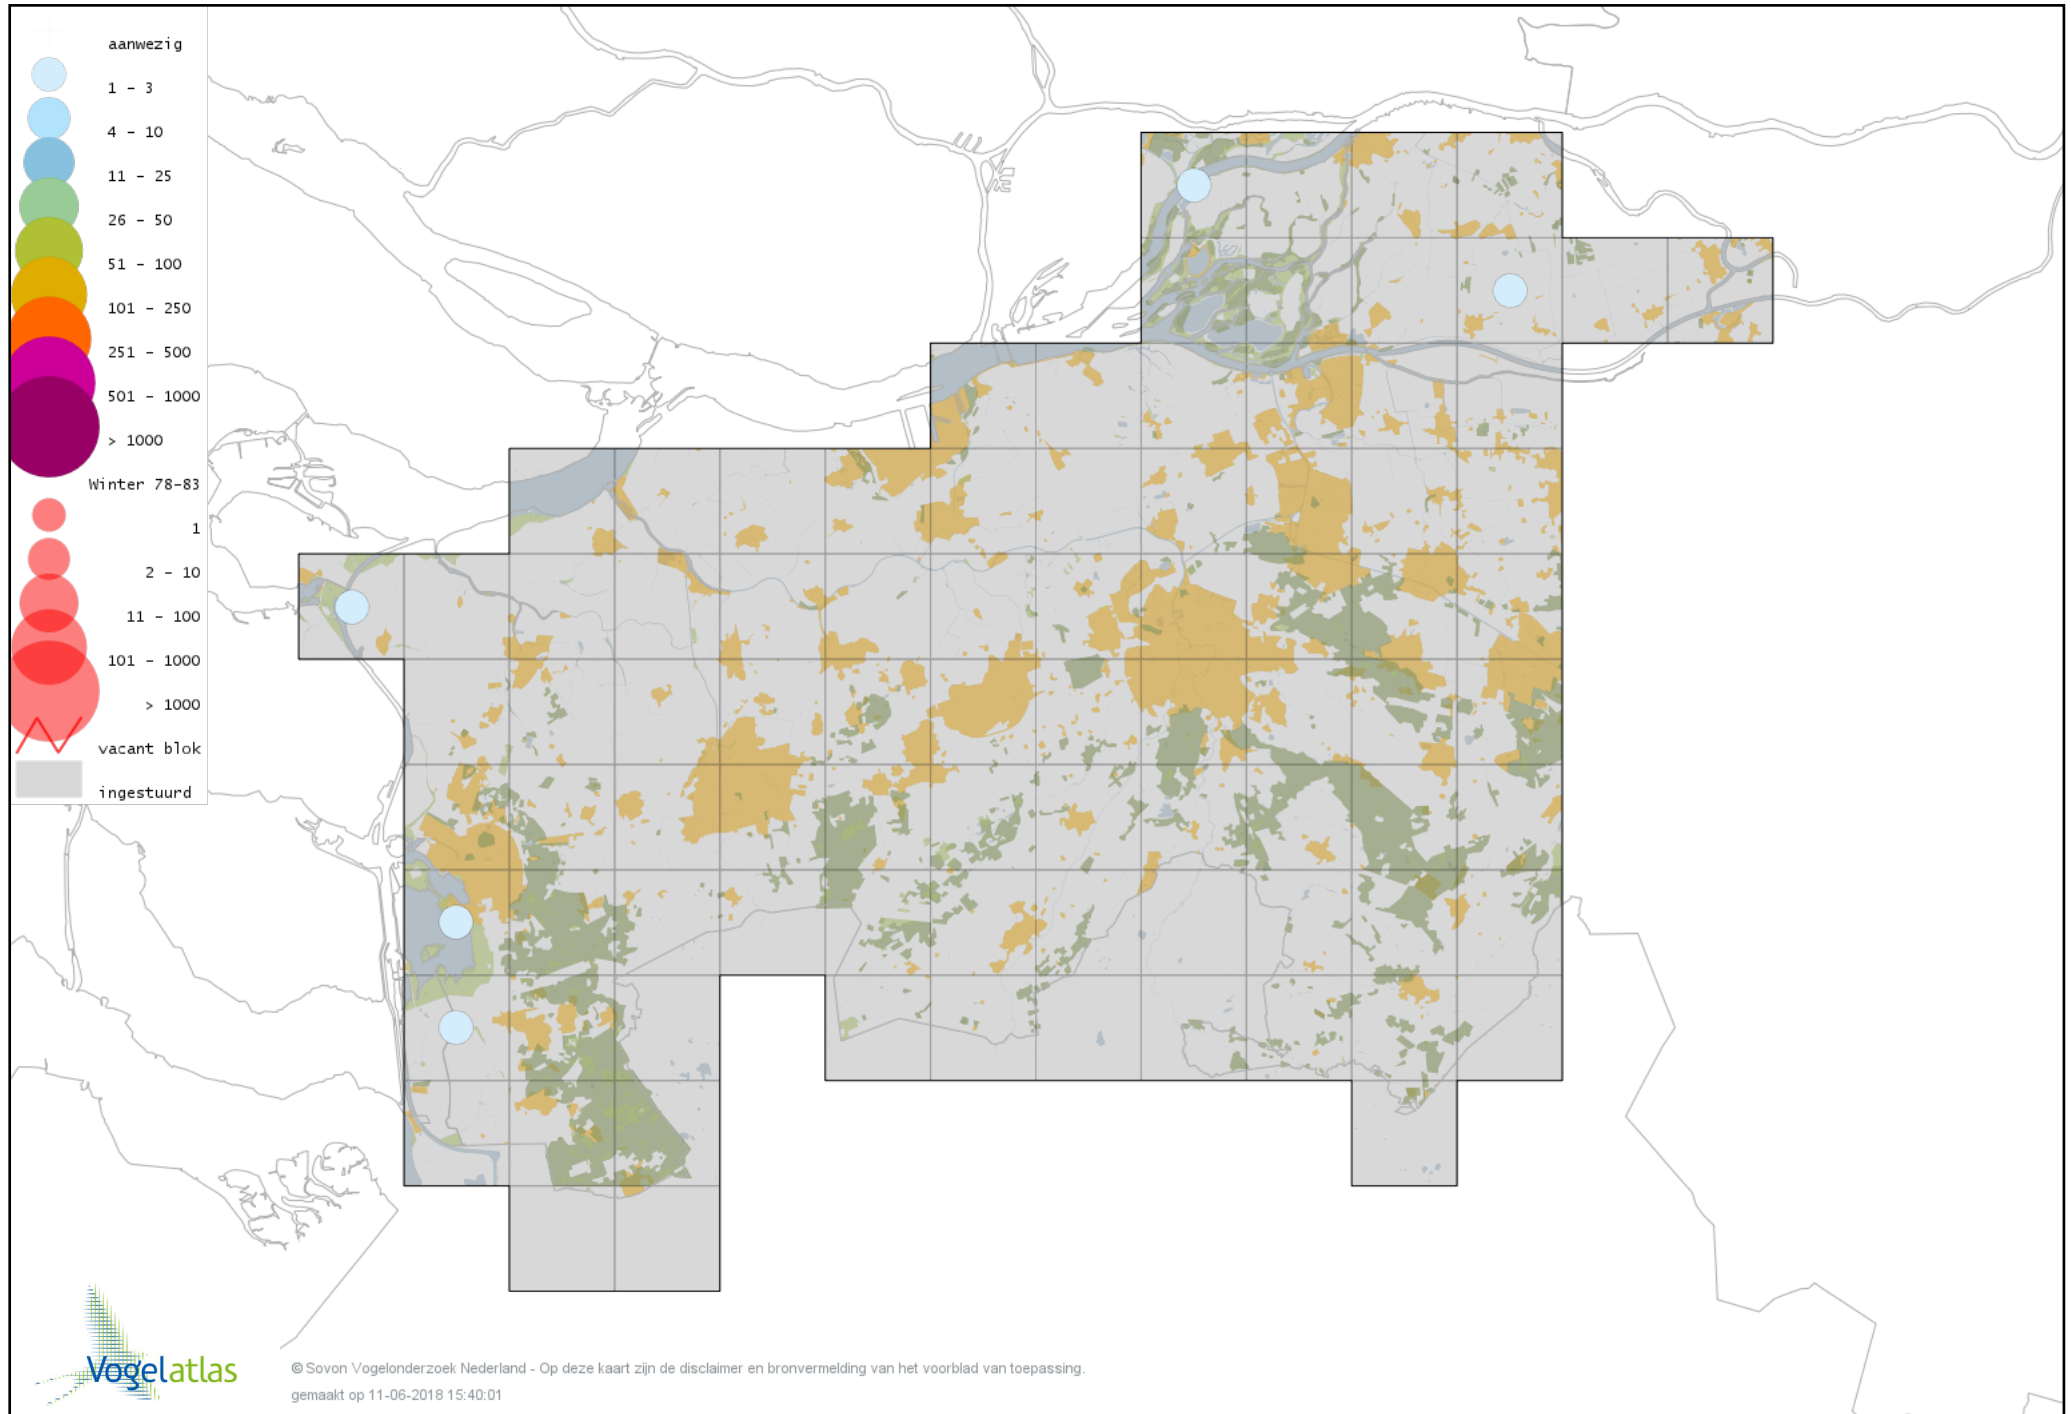 aanwezig
1 - 3
4 - 10
11 - 25
26 - 50
51 - 100
101 - 250
251 - 500
501 - 1000
> 1000
Winter 78-83
1
2 - 10
11 - 100
101 - 1000
> 1000
vacant blok
ingestuurd
Vogelatlas
© Sovon Vogelonderzoek Nederland - Op deze kaart zijn de disclaimer en bronvermelding van het voorblad van toepassing.
gemaakt op 11-06-2018 15:40:01